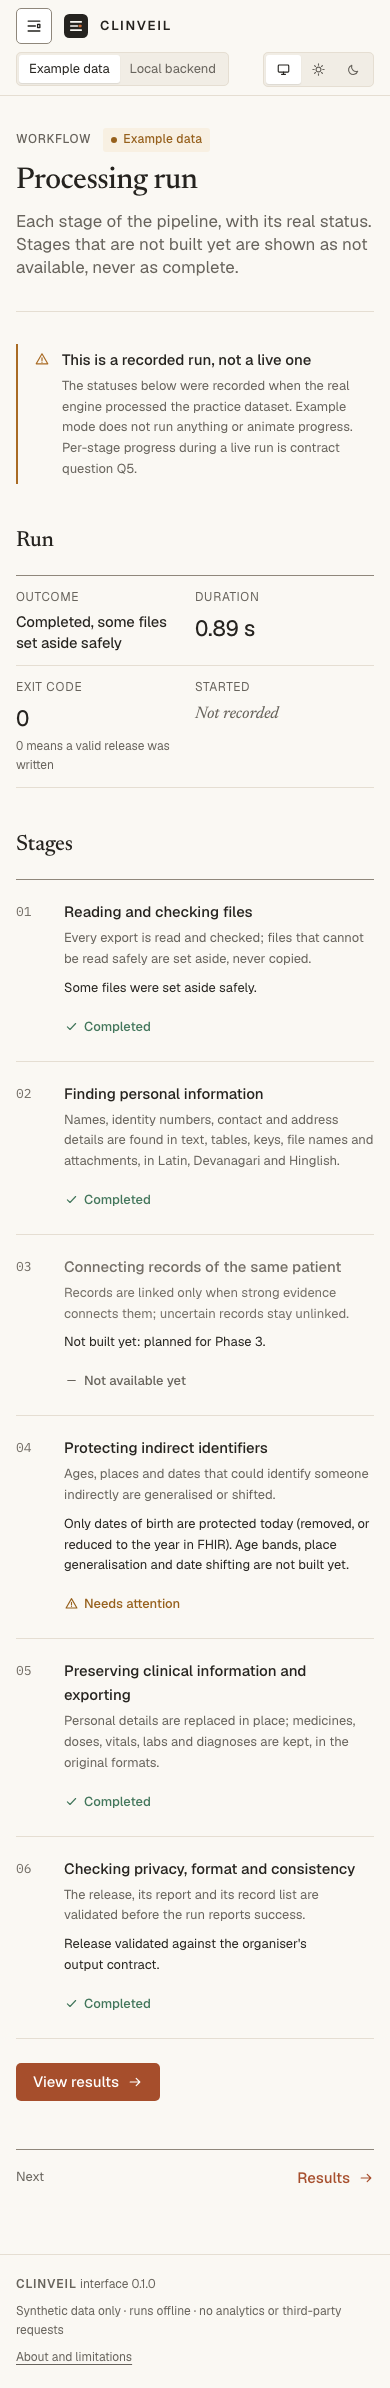 CLINVEIL
Example data
Local backend
WORKFLOW
Example data
Processing run
Each stage of the pipeline, with its real status.
Stages that are not built yet are shown as not
available, never as complete.
This is a recorded run, not a live one
The statuses below were recorded when the real
engine processed the practice dataset. Example
mode does not run anything or animate progress.
Per-stage progress during a live run is contract
question Q5.
Run
OUTCOME
Completed, some files
set aside safely
DURATION
0.89 s
EXIT CODE
0
0 means a valid release was
written
STARTED
Not recorded
Stages
01
Reading and checking files
Every export is read and checked; files that cannot
be read safely are set aside, never copied.
Some files were set aside safely.
Completed
02
Finding personal information
Names, identity numbers, contact and address
details are found in text, tables, keys, file names and
attachments, in Latin, Devanagari and Hinglish.
Completed
03
Connecting records of the same patient
Records are linked only when strong evidence
connects them; uncertain records stay unlinked.
Not built yet: planned for Phase 3.
Not available yet
04
Protecting indirect identifiers
Ages, places and dates that could identify someone
indirectly are generalised or shifted.
Only dates of birth are protected today (removed, or
reduced to the year in FHIR). Age bands, place
generalisation and date shifting are not built yet.
Needs attention
05
Preserving clinical information and
exporting
Personal details are replaced in place; medicines,
doses, vitals, labs and diagnoses are kept, in the
original formats.
Completed
06
Checking privacy, format and consistency
The release, its report and its record list are
validated before the run reports success.
Release validated against the organiser's
output contract.
Completed
View results →
Next
Results →
CLINVEIL interface 0.1.0
Synthetic data only · runs offline · no analytics or third-party
requests
About and limitations